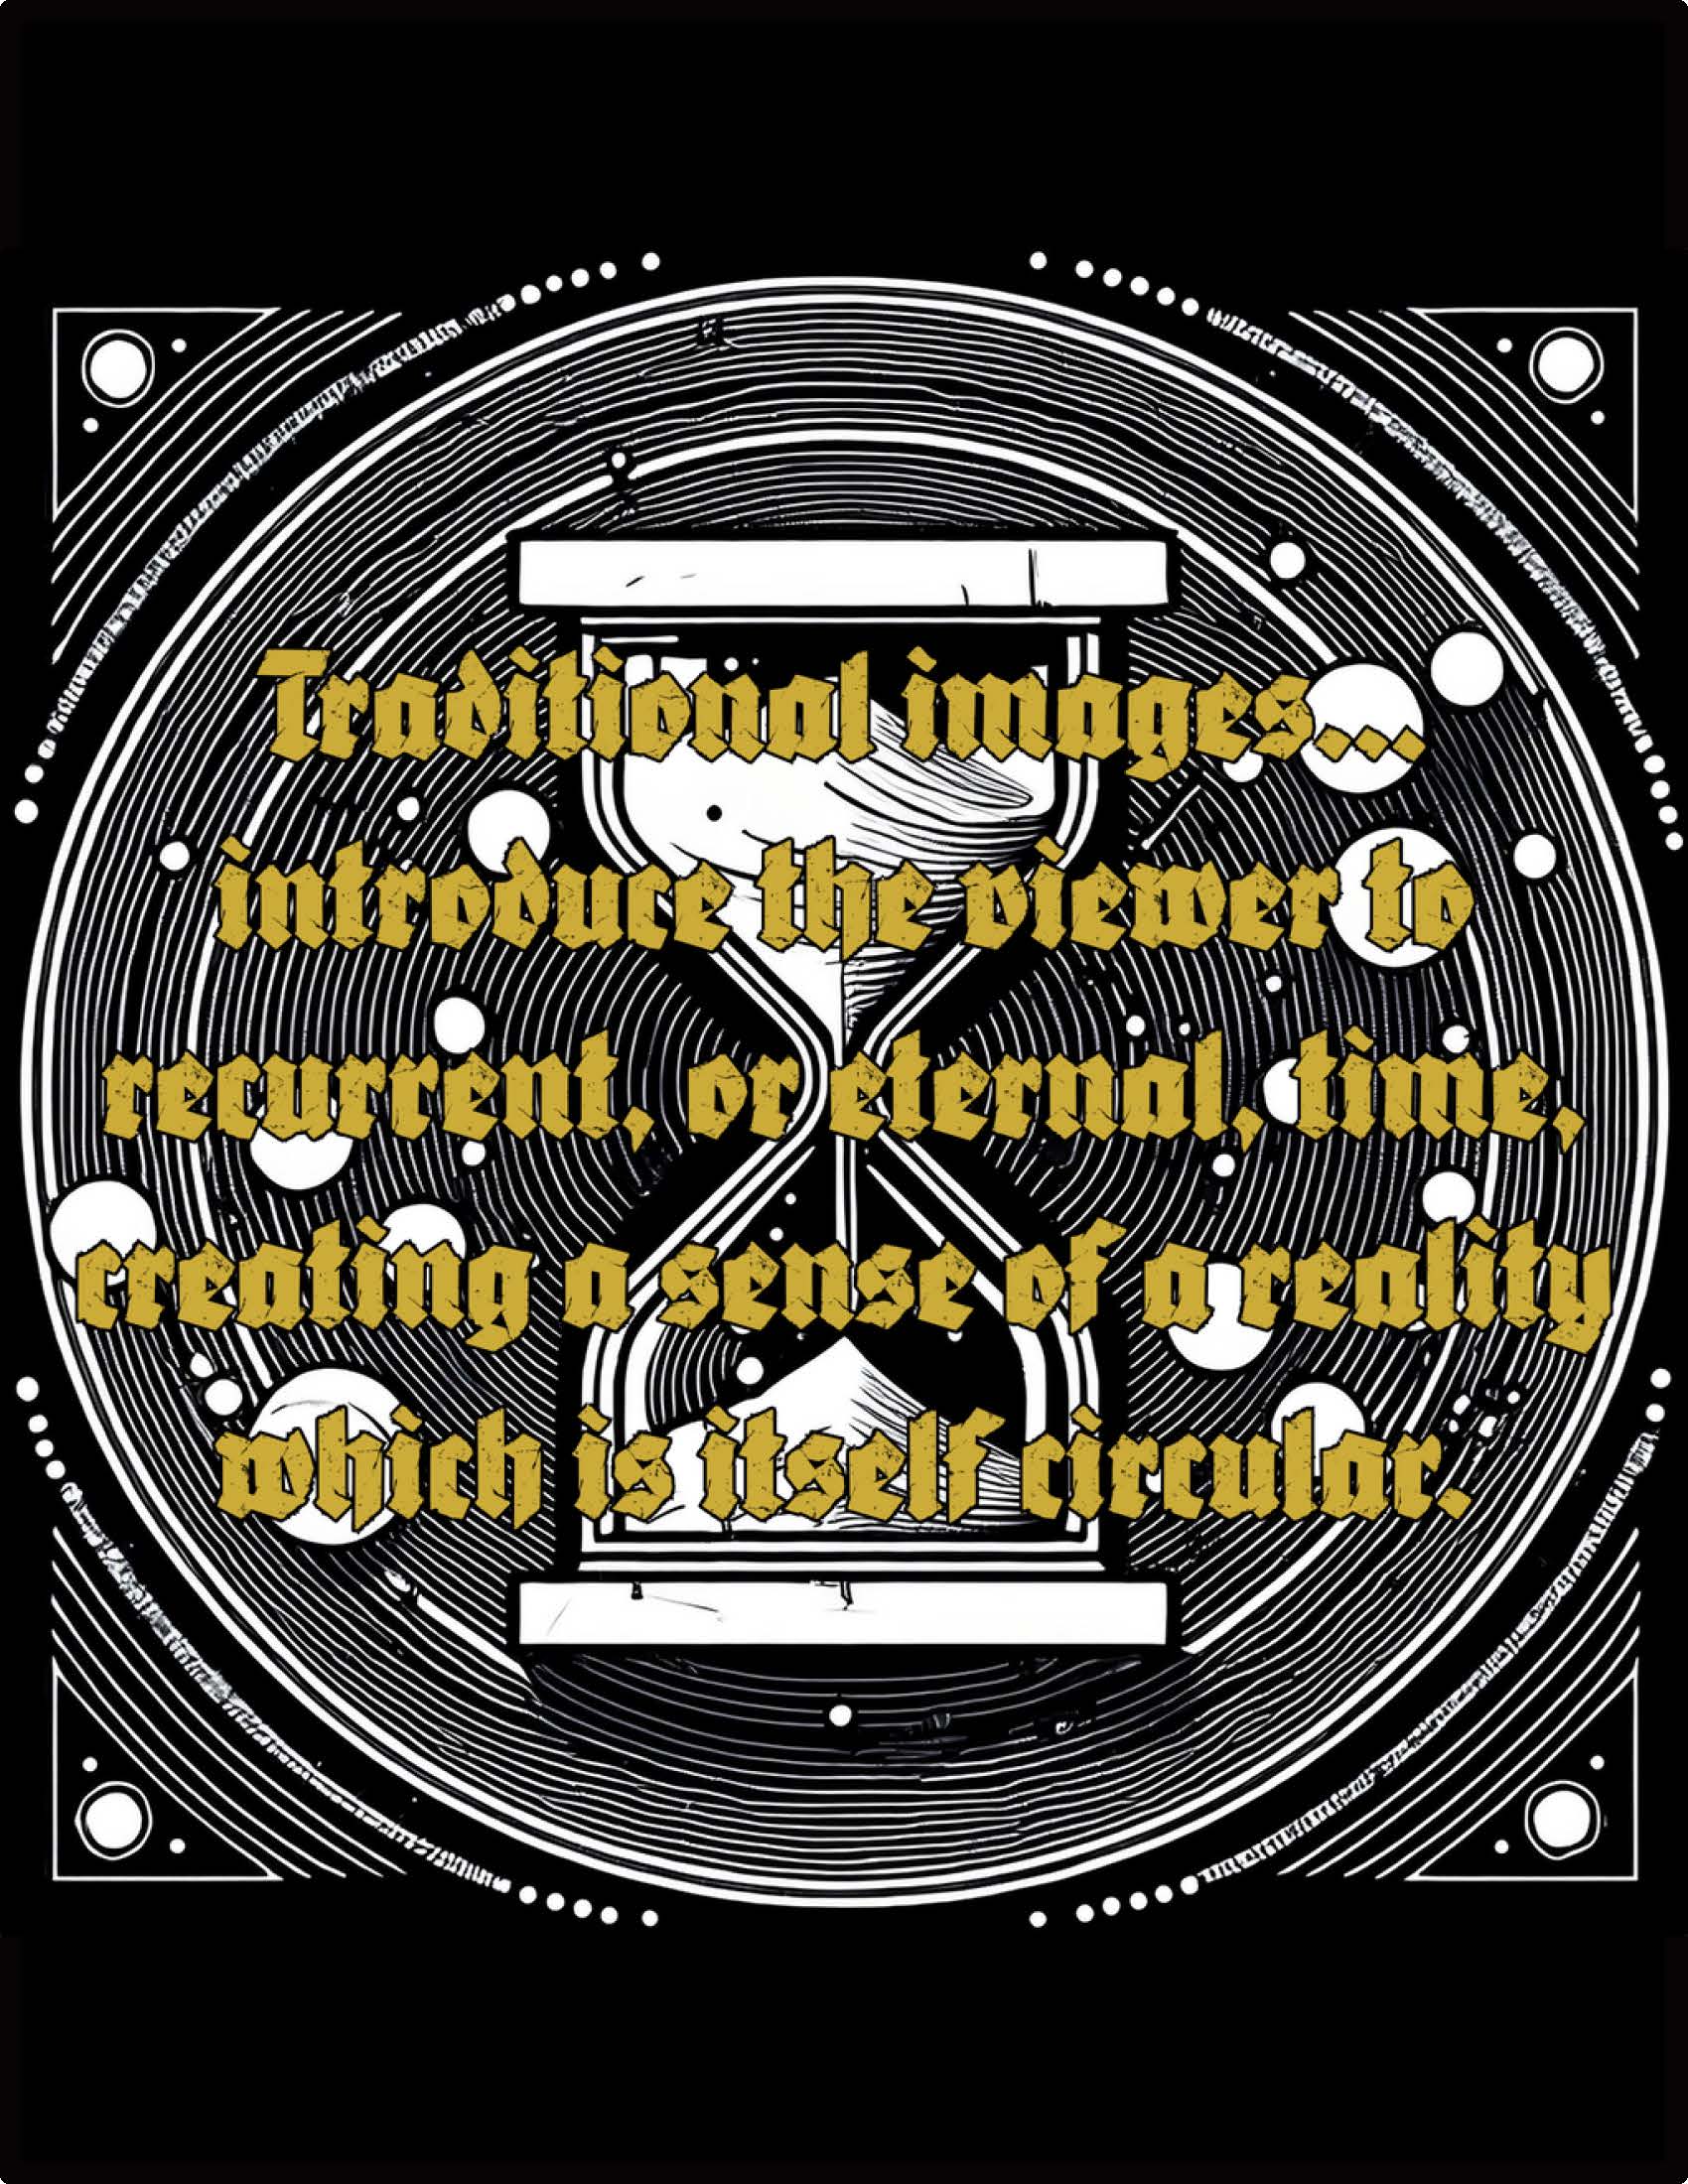 Traditional images...
introduce the viewer to
recurrent, or eternal, time,
creating a sense of a reality
which is itself circular.